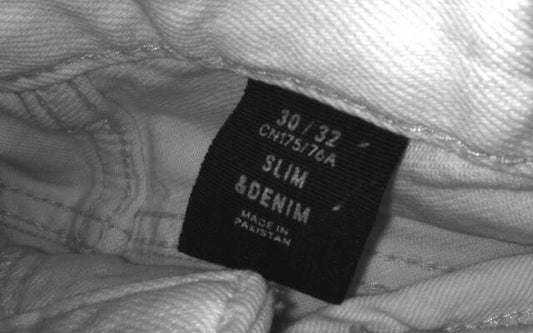 30 / 32
CN175/76A
SLIM
&DENIM
MADE IN
PAKISTAN